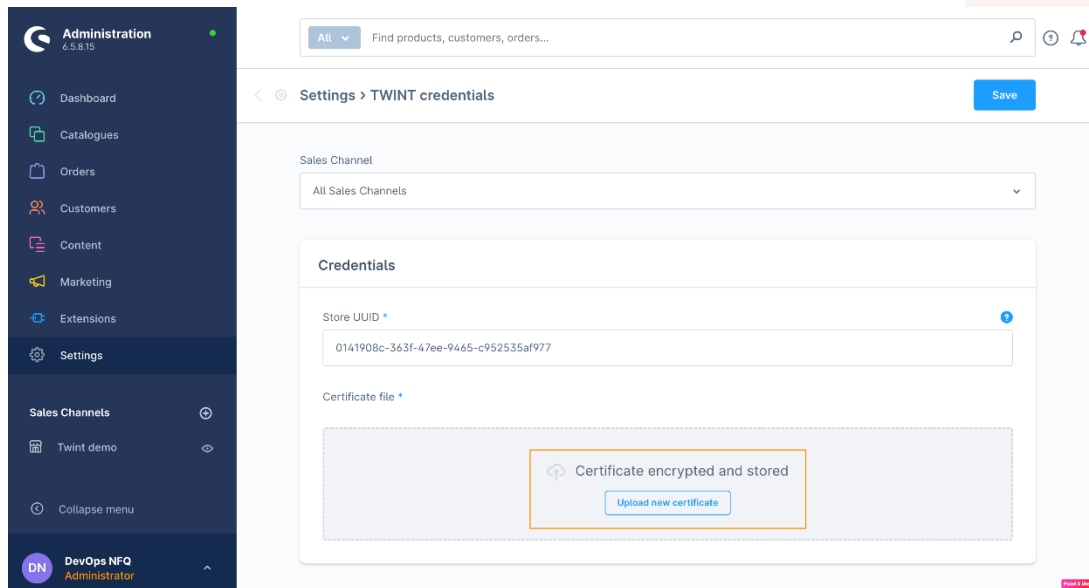 Administration
6.5.8.15
All
Find products, customers, orders...
Dashboard
Catalogues
Orders
Customers
Content
Marketing
Extensions
Settings
Sales Channels
Twint demo
Collapse menu
DN
DevOps NFQ
Administrator
Settings > TWINT credentials
Save
Sales Channel
All Sales Channels
Credentials
Store UUID *
0141908c-363f-47ee-9465-c952535af977
Certificate file *
Certificate encrypted and stored
Upload new certificate